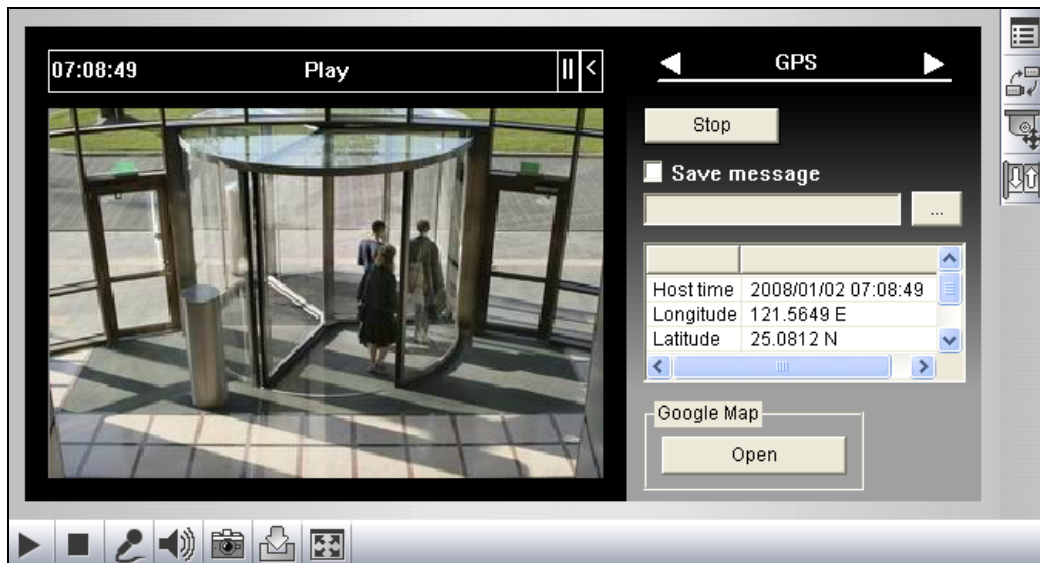 07:08:49 Play || <
GPS
Stop
Save message
...
Host time 2008/01/02 07:08:49
Longitude 121.5649 E
Latitude 25.0812 N
Google Map
Open